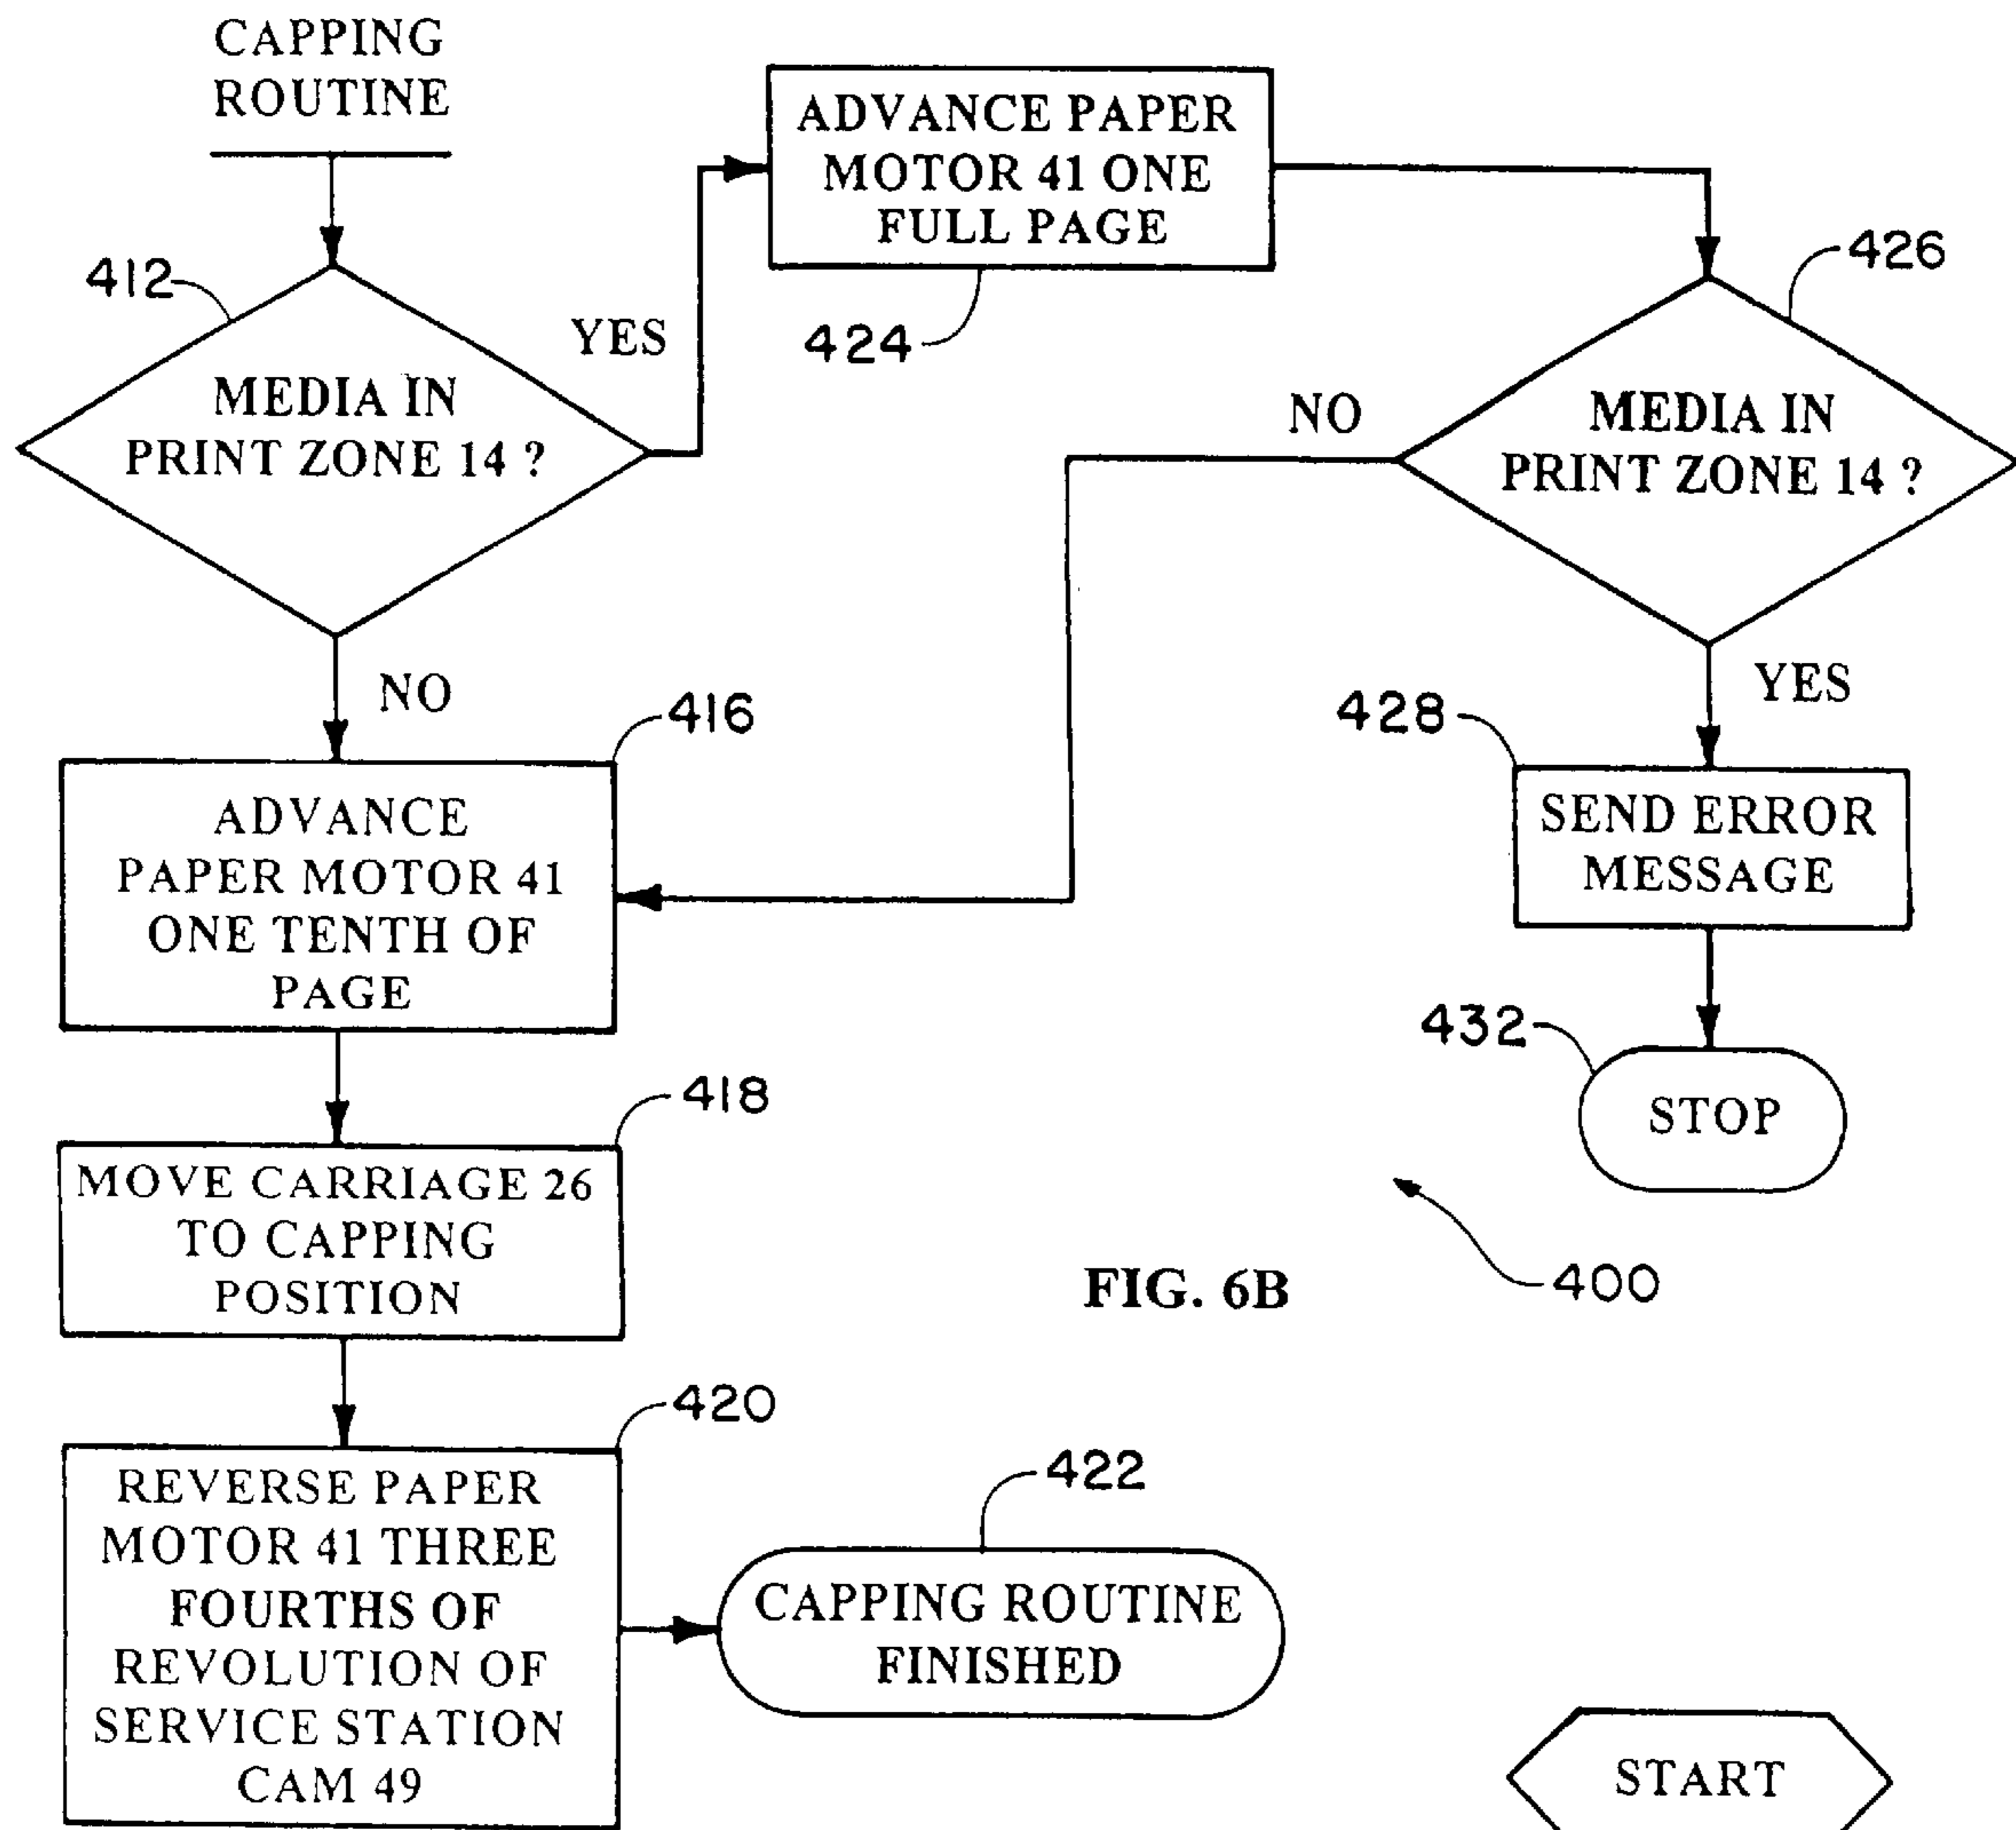 CAPPING
ROUTINE
412
MEDIA IN
PRINT ZONE 14 ?
YES
NO
ADVANCE PAPER
MOTOR 41 ONE
FULL PAGE
424
426
MEDIA IN
PRINT ZONE 14 ?
NO
YES
428
SEND ERROR
MESSAGE
432
STOP
416
ADVANCE
PAPER MOTOR 41
ONE TENTH OF
PAGE
418
MOVE CARRIAGE 26
TO CAPPING
POSITION
420
REVERSE PAPER
MOTOR 41 THREE
FOURTHS OF
REVOLUTION OF
SERVICE STATION
CAM 49
422
CAPPING ROUTINE
FINISHED
FIG. 6B
400
START